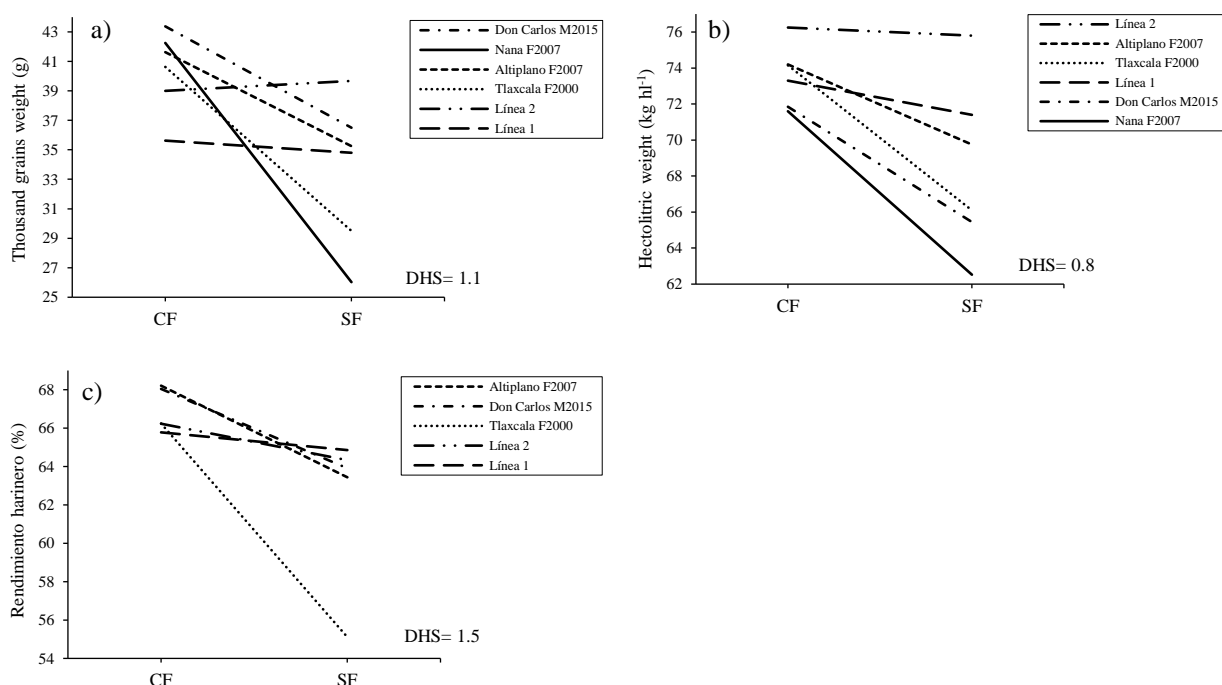 a)
Thousand grains weight (g)
43
41
39
37
35
33
31
29
27
25
CF
SF
DHS= 1.1
Don Carlos M2015
Nana F2007
Altiplano F2007
Tlaxcala F2000
Línea 2
Línea 1
b)
Hectolitric weight (kg hl-1)
76
74
72
70
68
66
64
62
CF
SF
DHS= 0.8
Línea 2
Altiplano F2007
Tlaxcala F2000
Línea 1
Don Carlos M2015
Nana F2007
c)
Rendimiento harinero (%)
68
66
64
62
60
58
56
54
CF
SF
DHS= 1.5
Altiplano F2007
Don Carlos M2015
Tlaxcala F2000
Línea 2
Línea 1